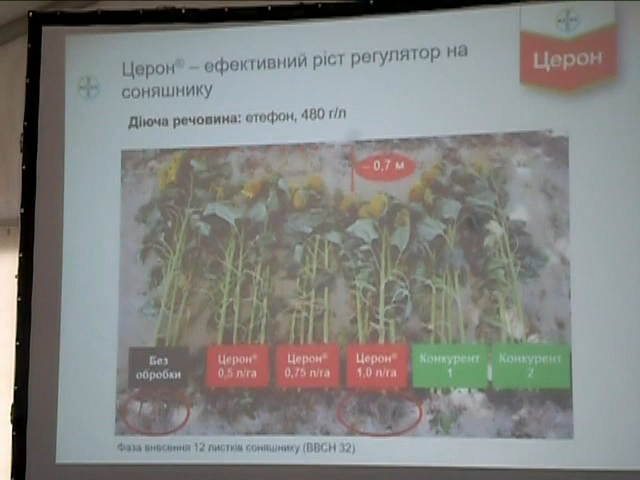 Церон® – ефективний ріст регулятор на
соняшнику
Церон
Діюча речовина: етефон, 480 г/л
– 0,7 м
Без
обробки
Церон®
0,5 л/га
Церон®
0,75 л/га
Церон®
1,0 л/га
Конкурент
1
Конкурент
2
Фаза внесення 12 листків соняшнику (BBCH 32)